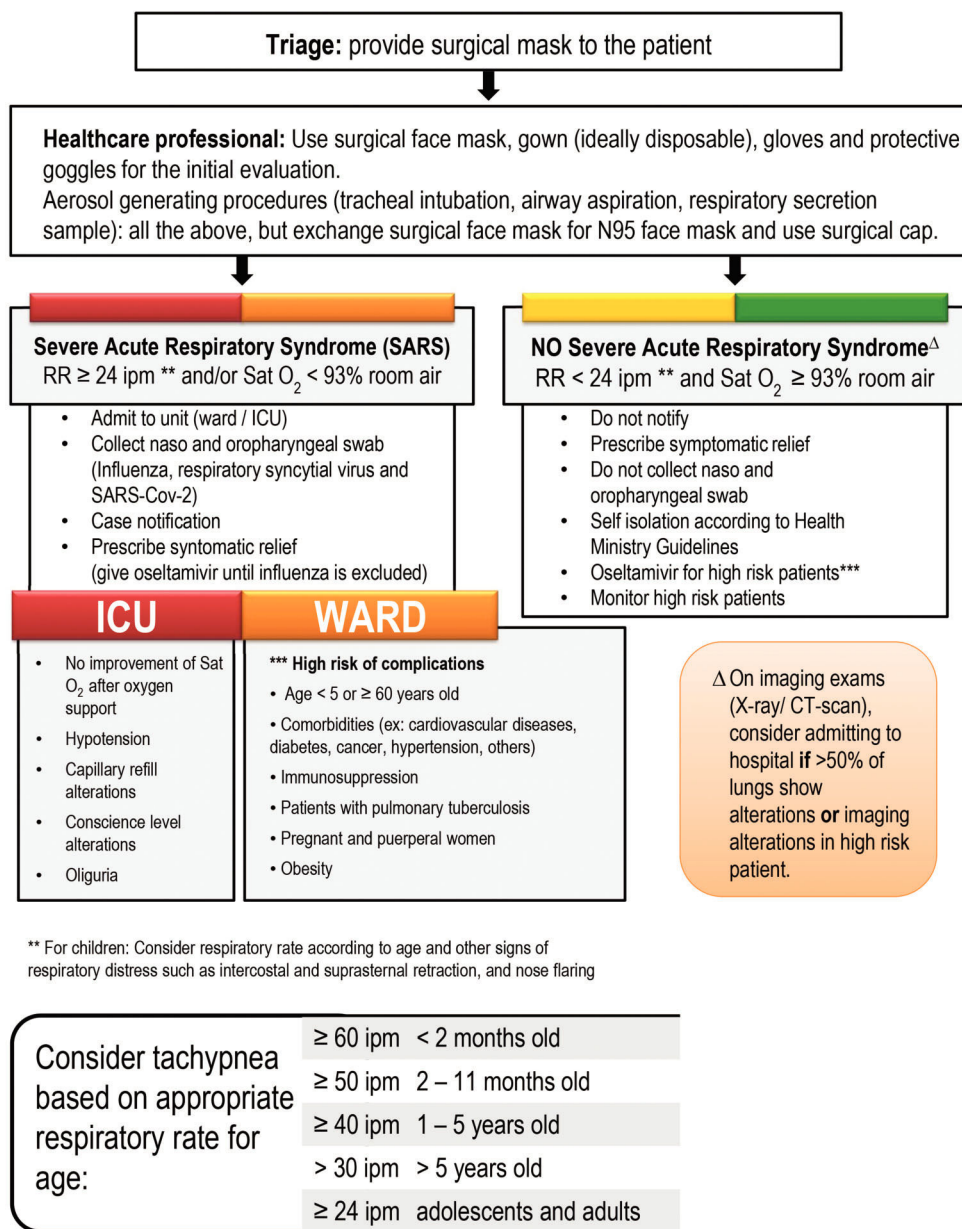 Triage: provide surgical mask to the patient
Healthcare professional: Use surgical face mask, gown (ideally disposable), gloves and protective
goggles for the initial evaluation.
Aerosol generating procedures (tracheal intubation, airway aspiration, respiratory secretion
sample): all the above, but exchange surgical face mask for N95 face mask and use surgical cap.
Severe Acute Respiratory Syndrome (SARS)
RR ≥ 24 ipm ** and/or Sat O2 < 93% room air
• Admit to unit (ward / ICU)
• Collect naso and oropharyngeal swab
(Influenza, respiratory syncytial virus and
SARS-Cov-2)
• Case notification
• Prescribe syntomatic relief
(give oseltamivir until influenza is excluded)
NO Severe Acute Respiratory SyndromeΔ
RR < 24 ipm ** and Sat O2 ≥ 93% room air
• Do not notify
• Prescribe symptomatic relief
• Do not collect naso and
oropharyngeal swab
• Self isolation according to Health
Ministry Guidelines
• Oseltamivir for high risk patients***
• Monitor high risk patients
ICU
• No improvement of Sat
O2 after oxygen
support
• Hypotension
• Capillary refill
alterations
• Conscience level
alterations
• Oliguria
WARD
*** High risk of complications
• Age < 5 or ≥ 60 years old
• Comorbidities (ex: cardiovascular diseases,
diabetes, cancer, hypertension, others)
• Immunosuppression
• Patients with pulmonary tuberculosis
• Pregnant and puerperal women
• Obesity
Δ On imaging exams
(X-ray/ CT-scan),
consider admitting to
hospital if >50% of
lungs show
alterations or imaging
alterations in high risk
patient.
** For children: Consider respiratory rate according to age and other signs of
respiratory distress such as intercostal and suprasternal retraction, and nose flaring
Consider tachypnea
based on appropriate
respiratory rate for
age:
≥ 60 ipm < 2 months old
≥ 50 ipm 2 – 11 months old
≥ 40 ipm 1 – 5 years old
> 30 ipm > 5 years old
≥ 24 ipm adolescents and adults